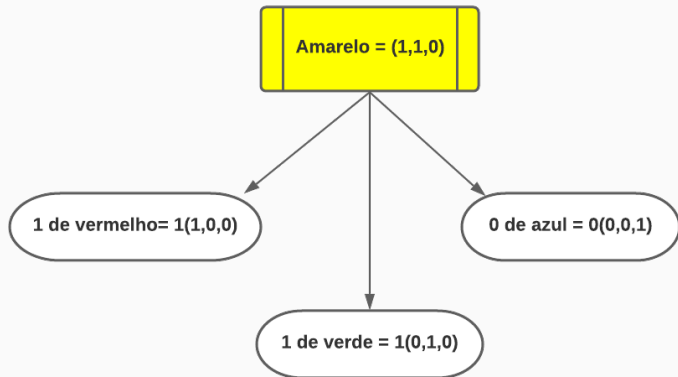 Amarelo = (1,1,0)
1 de vermelho= 1(1,0,0)
0 de azul = 0(0,0,1)
1 de verde = 1(0,1,0)